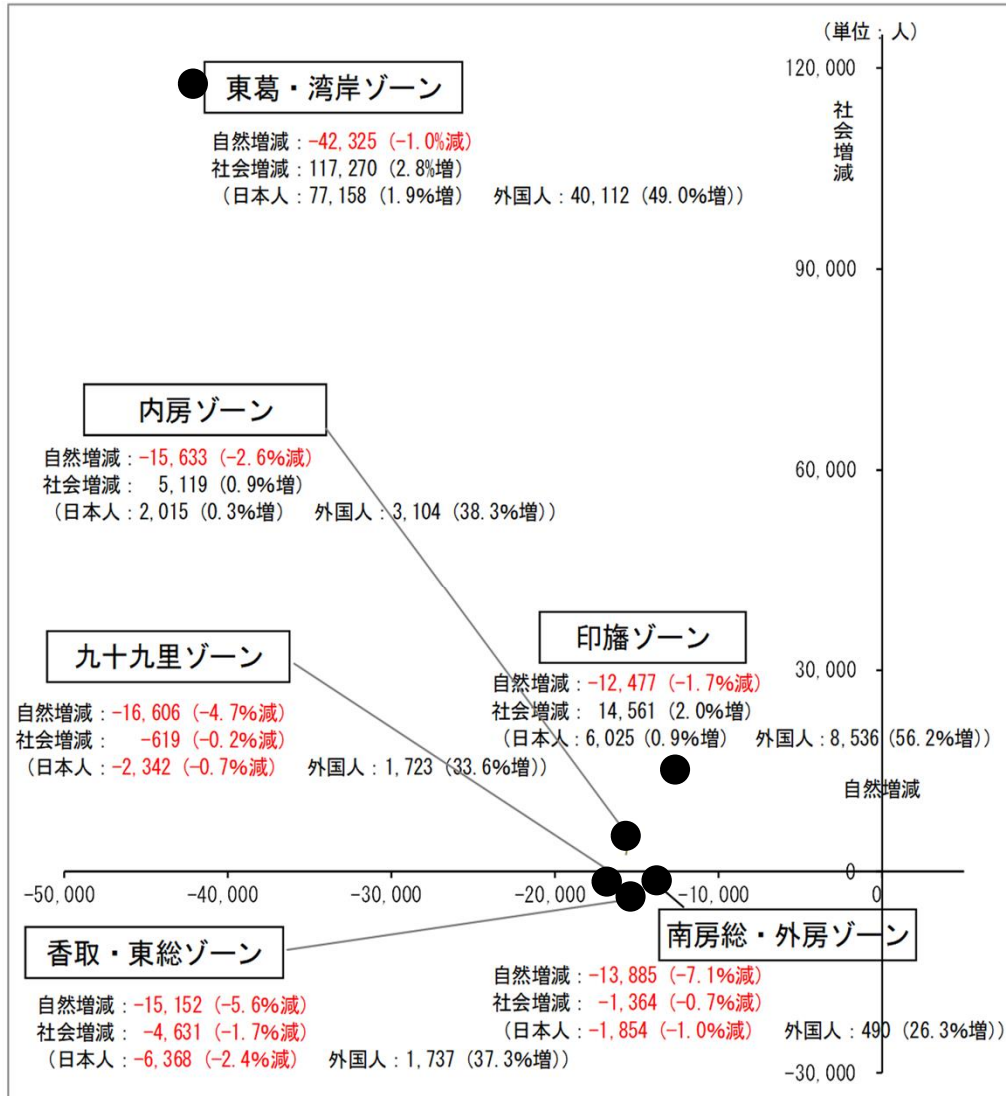 （単位：人）
120,000
社会増減
東葛・湾岸ゾーン
自然増減：-42,325（-1.0%減）
社会増減：117,270（2.8%増）
（日本人：77,158（1.9%増）　外国人：40,112（49.0%増））
90,000
内房ゾーン
自然増減：-15,633（-2.6%減）
社会増減：　5,119（0.9%増）
（日本人：2,015（0.3%増）　外国人：3,104（38.3%増））
60,000
九十九里ゾーン
自然増減：-16,606（-4.7%減）
社会増減：　-619（-0.2%減）
（日本人：-2,342（-0.7%減）　外国人：1,723（33.6%増））
印旛ゾーン
30,000
自然増減：-12,477（-1.7%減）
社会増減：　14,561（2.0%増）
（日本人：6,025（0.9%増）　外国人：8,536（56.2%増））
自然増減
0
-50,000　-40,000　-30,000　-20,000　-10,000　0
香取・東総ゾーン
自然増減：-15,152（-5.6%減）
社会増減：　-4,631（-1.7%減）
（日本人：-6,368（-2.4%減）　外国人：1,737（37.3%増））
南房総・外房ゾーン
自然増減：-13,885（-7.1%減）
社会増減：　-1,364（-0.7%減）
（日本人：-1,854（-1.0%減）　外国人：490（26.3%増））
-30,000